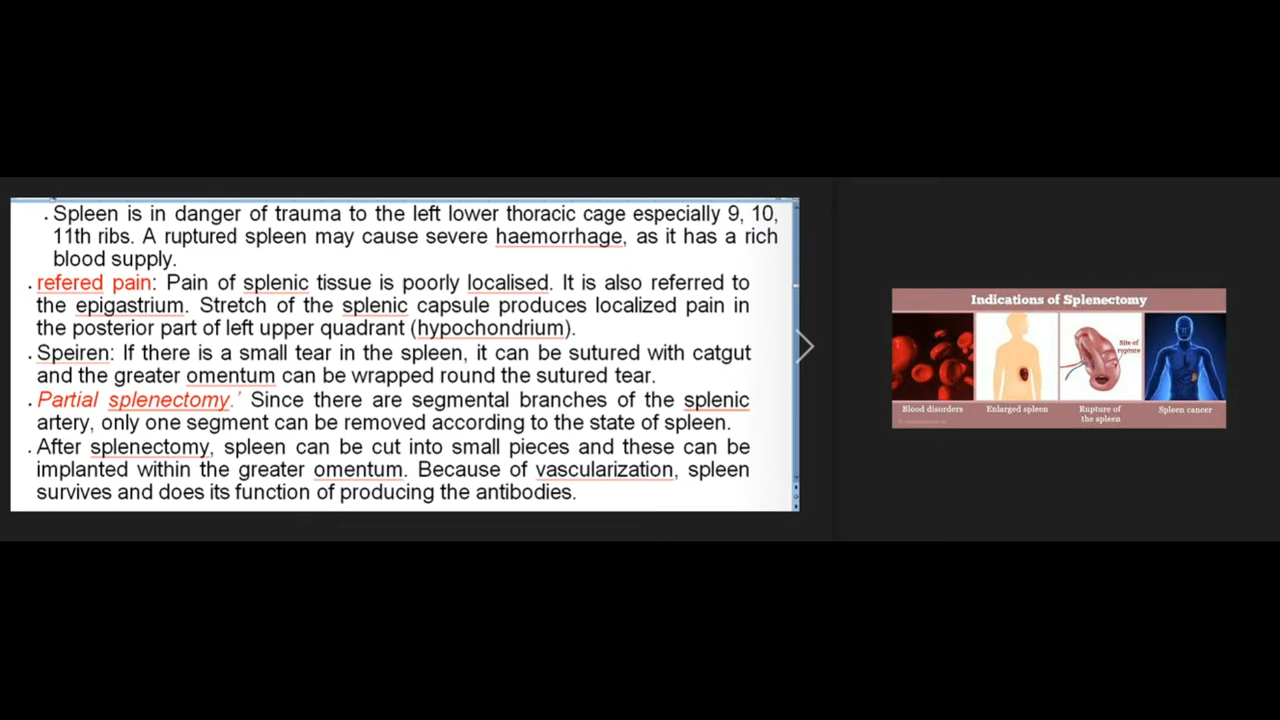 . Spleen is in danger of trauma to the left lower thoracic cage especially 9, 10,
11th ribs. A ruptured spleen may cause severe haemorrhage, as it has a rich
blood supply.
. refered pain: Pain of splenic tissue is poorly localised. It is also referred to
the epigastrium. Stretch of the splenic capsule produces localized pain in
the posterior part of left upper quadrant (hypochondrium).
. Speiren: If there is a small tear in the spleen, it can be sutured with catgut
and the greater omentum can be wrapped round the sutured tear.
. Partial splenectomy.' Since there are segmental branches of the splenic
artery, only one segment can be removed according to the state of spleen.
. After splenectomy, spleen can be cut into small pieces and these can be
implanted within the greater omentum. Because of vascularization, spleen
survives and does its function of producing the antibodies.
Indications of Splenectomy
Site of
rupture
Blood disorders
Enlarged spleen
Rupture of
the spleen
Spleen cancer